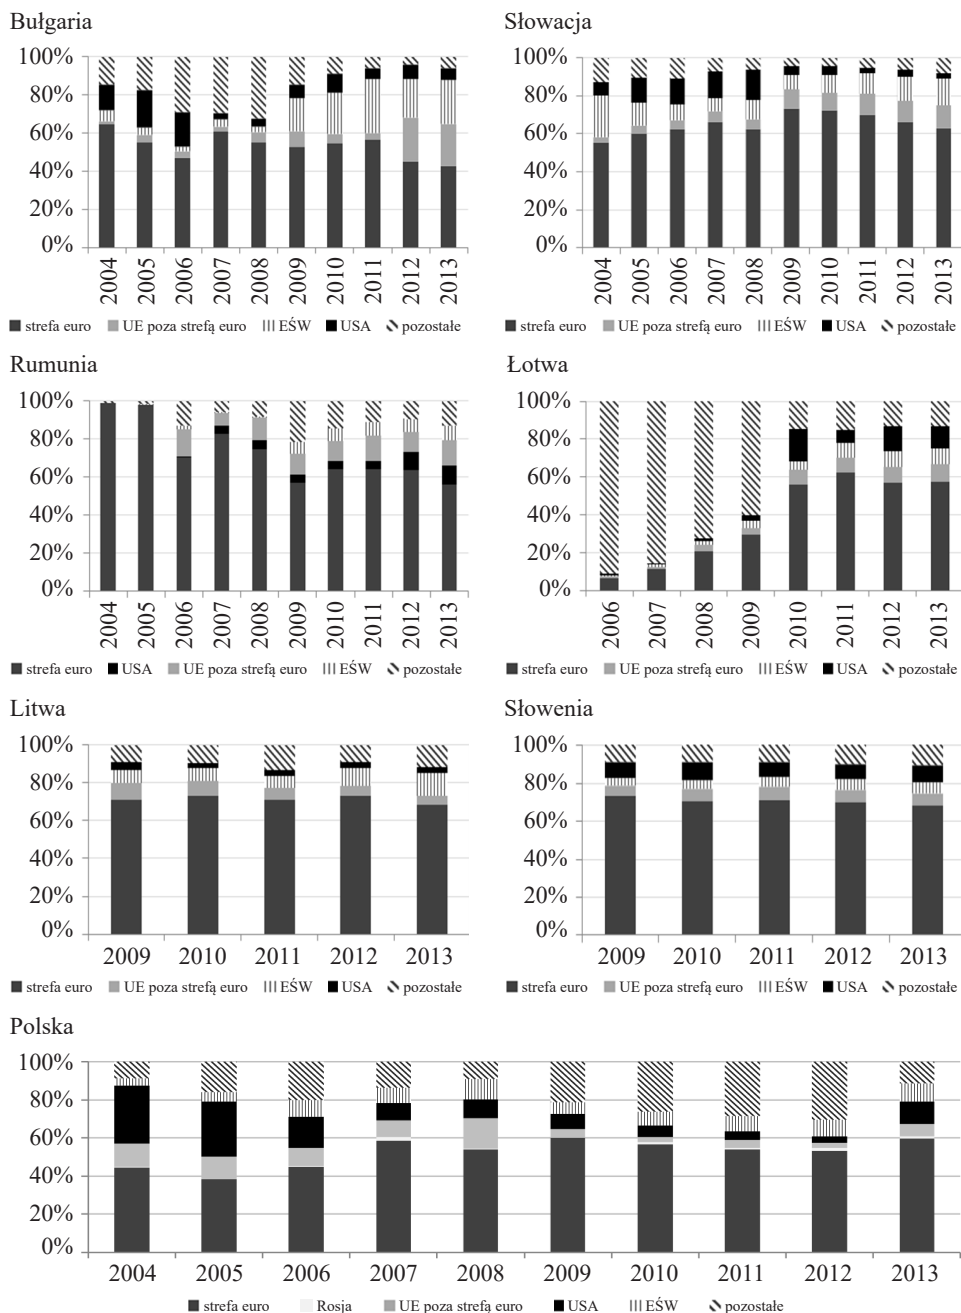 Bułgaria
100%
80%
60%
40%
20%
0%
2004 2005 2006 2007 2008 2009 2010 2011 2012 2013
strefa euro UE poza strefą euro EŚW USA pozostałe
Słowacja
100%
80%
60%
40%
20%
0%
2004 2005 2006 2007 2008 2009 2010 2011 2012 2013
strefa euro UE poza strefą euro EŚW USA pozostałe
Rumunia
100%
80%
60%
40%
20%
0%
2004 2005 2006 2007 2008 2009 2010 2011 2012 2013
strefa euro USA UE poza strefą euro EŚW pozostałe
Łotwa
100%
80%
60%
40%
20%
0%
2006 2007 2008 2009 2010 2011 2012 2013
strefa euro UE poza strefą euro EŚW USA pozostałe
Litwa
100%
80%
60%
40%
20%
0%
2009 2010 2011 2012 2013
strefa euro UE poza strefą euro EŚW USA pozostałe
Słowenia
100%
80%
60%
40%
20%
0%
2009 2010 2011 2012 2013
strefa euro UE poza strefą euro EŚW USA pozostałe
Polska
100%
80%
60%
40%
20%
0%
2004 2005 2006 2007 2008 2009 2010 2011 2012 2013
strefa euro Rosja UE poza strefą euro USA EŚW pozostałe